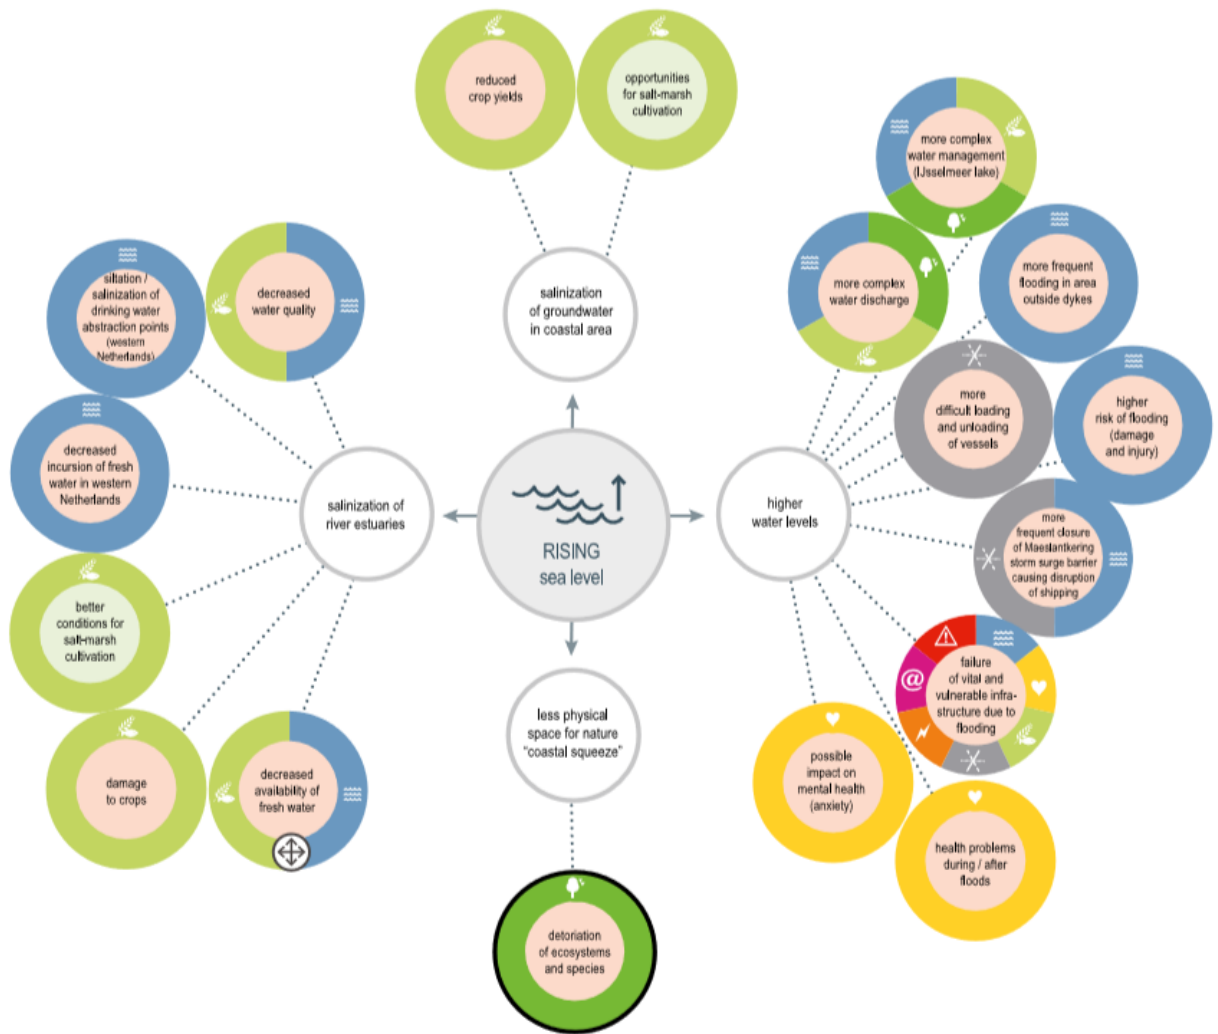 reduced
crop yields
opportunities
for salt-marsh
cultivation
more complex
water management
(IJsselmeer lake)
more complex
water discharge
more frequent
flooding in area
outside dykes
siltation /
salinization of
drinking water
abstraction points
(western
Netherlands)
decreased
water quality
salinization
of groundwater
in coastal area
more
difficult loading
and unloading
of vessels
higher
risk of flooding
(damage
and injury)
decreased
incursion of fresh
water in western
Netherlands
salinization of
river estuaries
RISING
sea level
higher
water levels
more
frequent closure
of Maeslantkering
storm surge barrier
causing disruption
of shipping
better
conditions for
salt-marsh
cultivation
less physical
space for nature
“coastal squeeze”
@
failure
of vital and
vulnerable infra-
structure due to
flooding
damage
to crops
decreased
availability of
fresh water
possible
impact on
mental health
(anxiety)
health problems
during / after
floods
detoriation
of ecosystems
and species